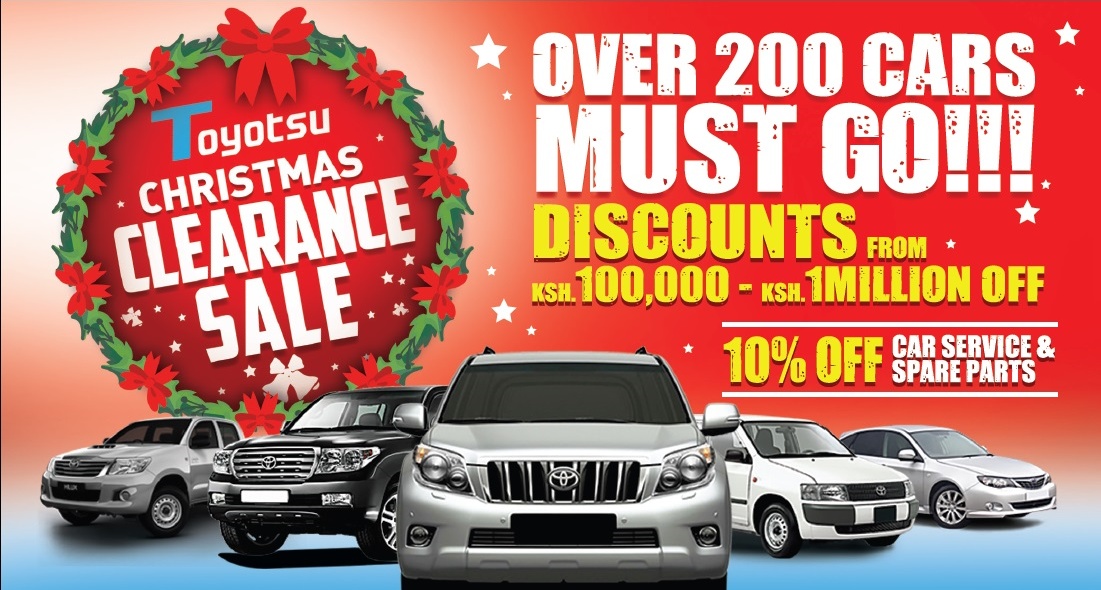 Toyotsu
CHRISTMAS
CLEARANCE
SALE
OVER 200 CARS
MUST GO!!!
DISCOUNTS FROM
KSH.100,000 - KSH.1MILLION OFF
10% OFF CAR SERVICE &
SPARE PARTS
HILUX